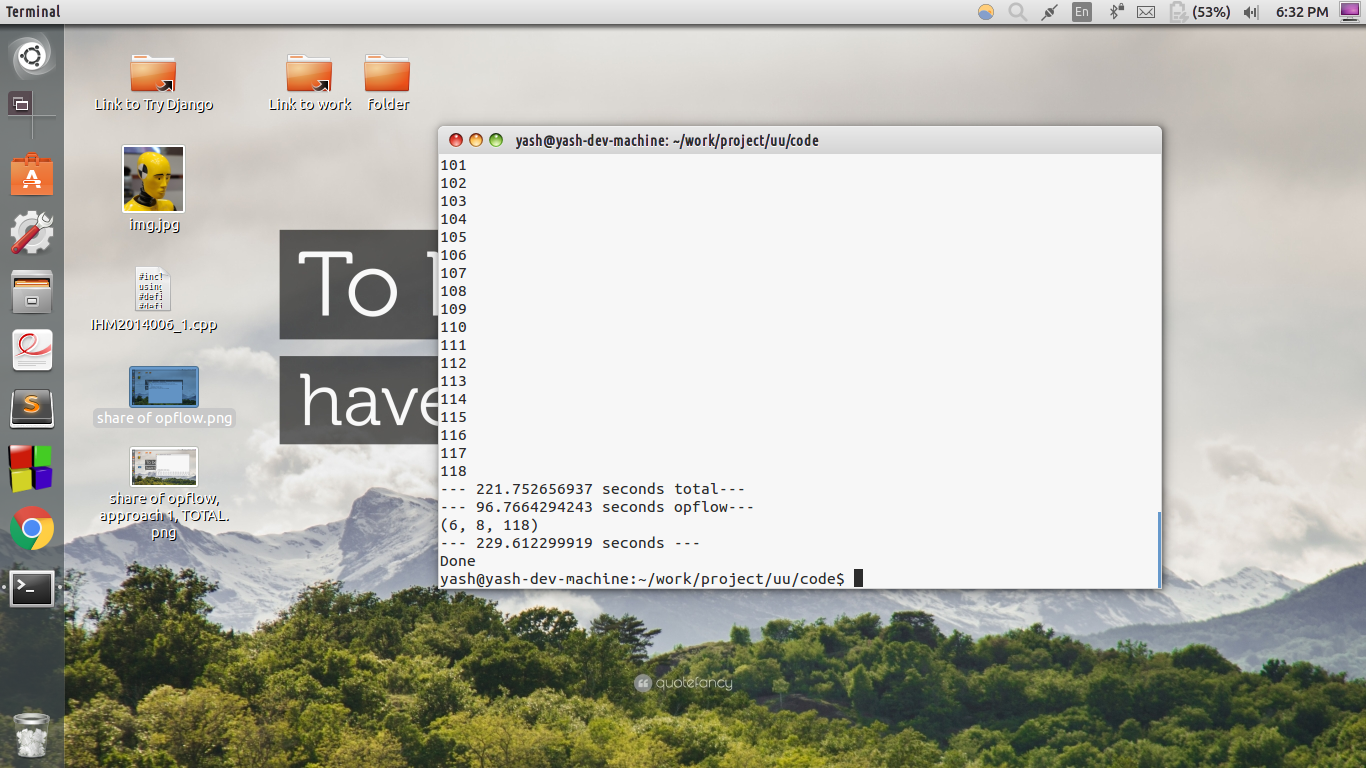 Terminal
En
(53%)
6:32 PM
Link to Try Django
Link to work
folder
img.jpg
#incl
using
#defi
#defi
IHM2014006_1.cpp
share of opflow.png
share of opflow,
approach 1, TOTAL.
png
To
have
yash@yash-dev-machine: ~/work/project/uu/code
101
102
103
104
105
106
107
108
109
110
111
112
113
114
115
116
117
118
--- 221.752656937 seconds total---
--- 96.7664294243 seconds opflow---
(6, 8, 118)
--- 229.612299919 seconds ---
Done
yash@yash-dev-machine:~/work/project/uu/code$
quotefancy